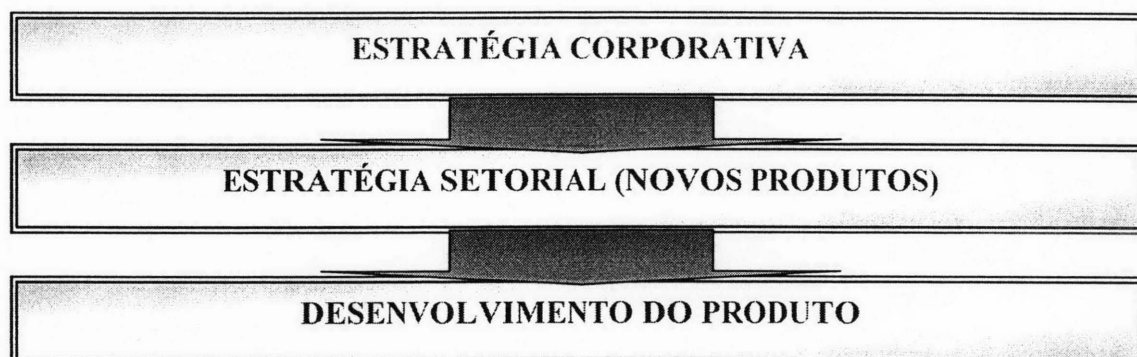 ESTRATÉGIA CORPORATIVA
ESTRATÉGIA SETORIAL (NOVOS PRODUTOS)
DESENVOLVIMENTO DO PRODUTO